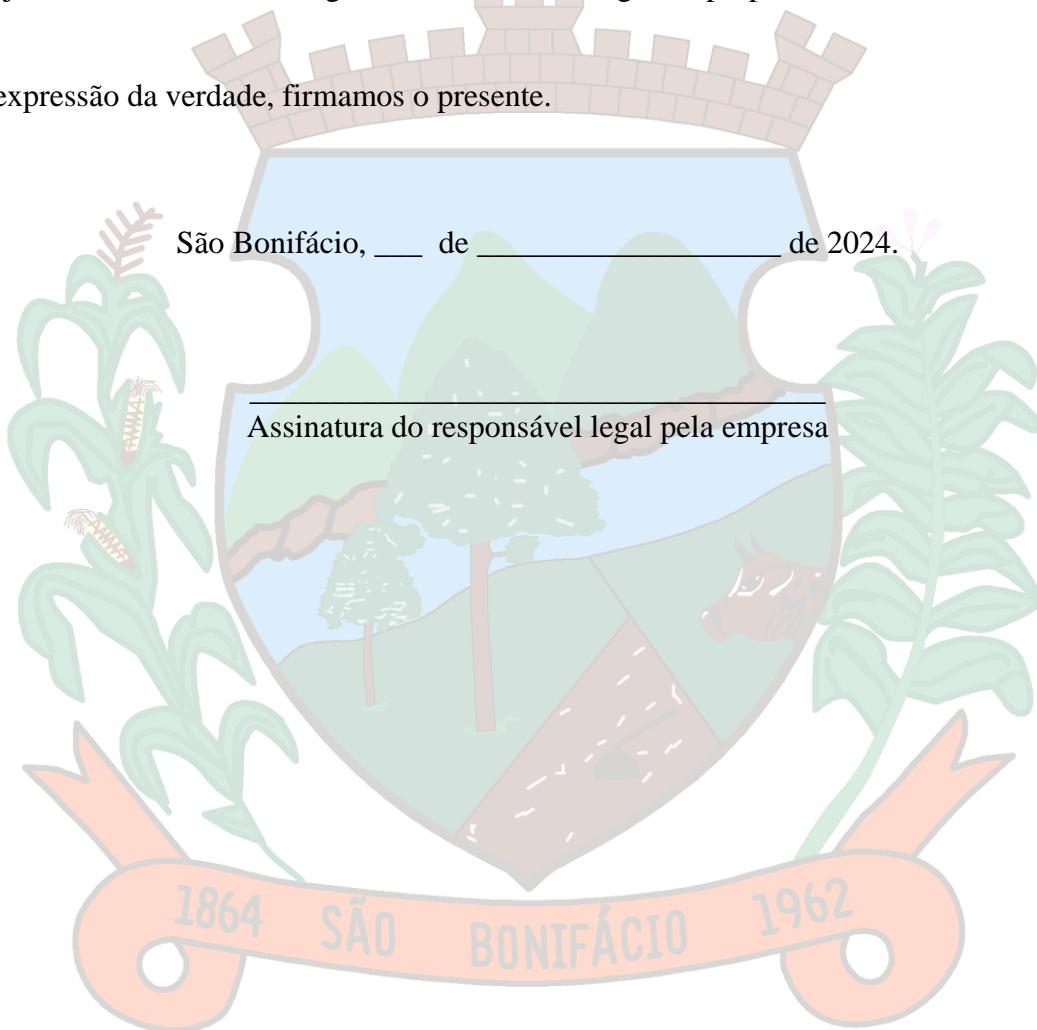 expressão da verdade, firmamos o presente.
São Bonifácio, ___ de ___________________ de 2024.
____________________________________
Assinatura do responsável legal pela empresa
1864 SÃO BONIFÁCIO 1962